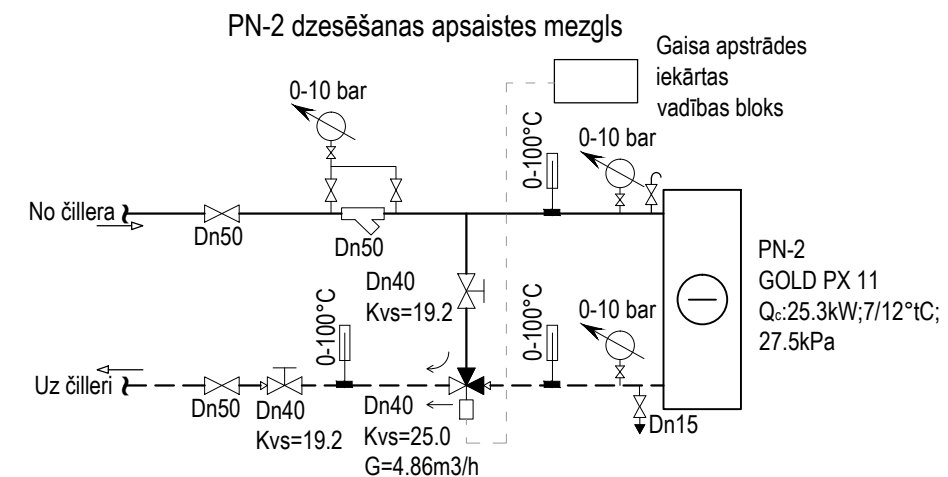 PN-2 dzesēšanas apsaistes mezgls
Gaisa apstrādes
iekārtas
vadības bloks
0-10 bar
0-100°C
0-10 bar
No čillera
Dn50
Dn50
Dn40
Kvs=19.2
PN-2
GOLD PX 11
Qc:25.3kW;7/12°tC;
27.5kPa
0-100°C
0-100°C
0-10 bar
Uz čilleri
Dn50
Dn40
Kvs=19.2
Dn40
Kvs=25.0
G=4.86m3/h
Dn15